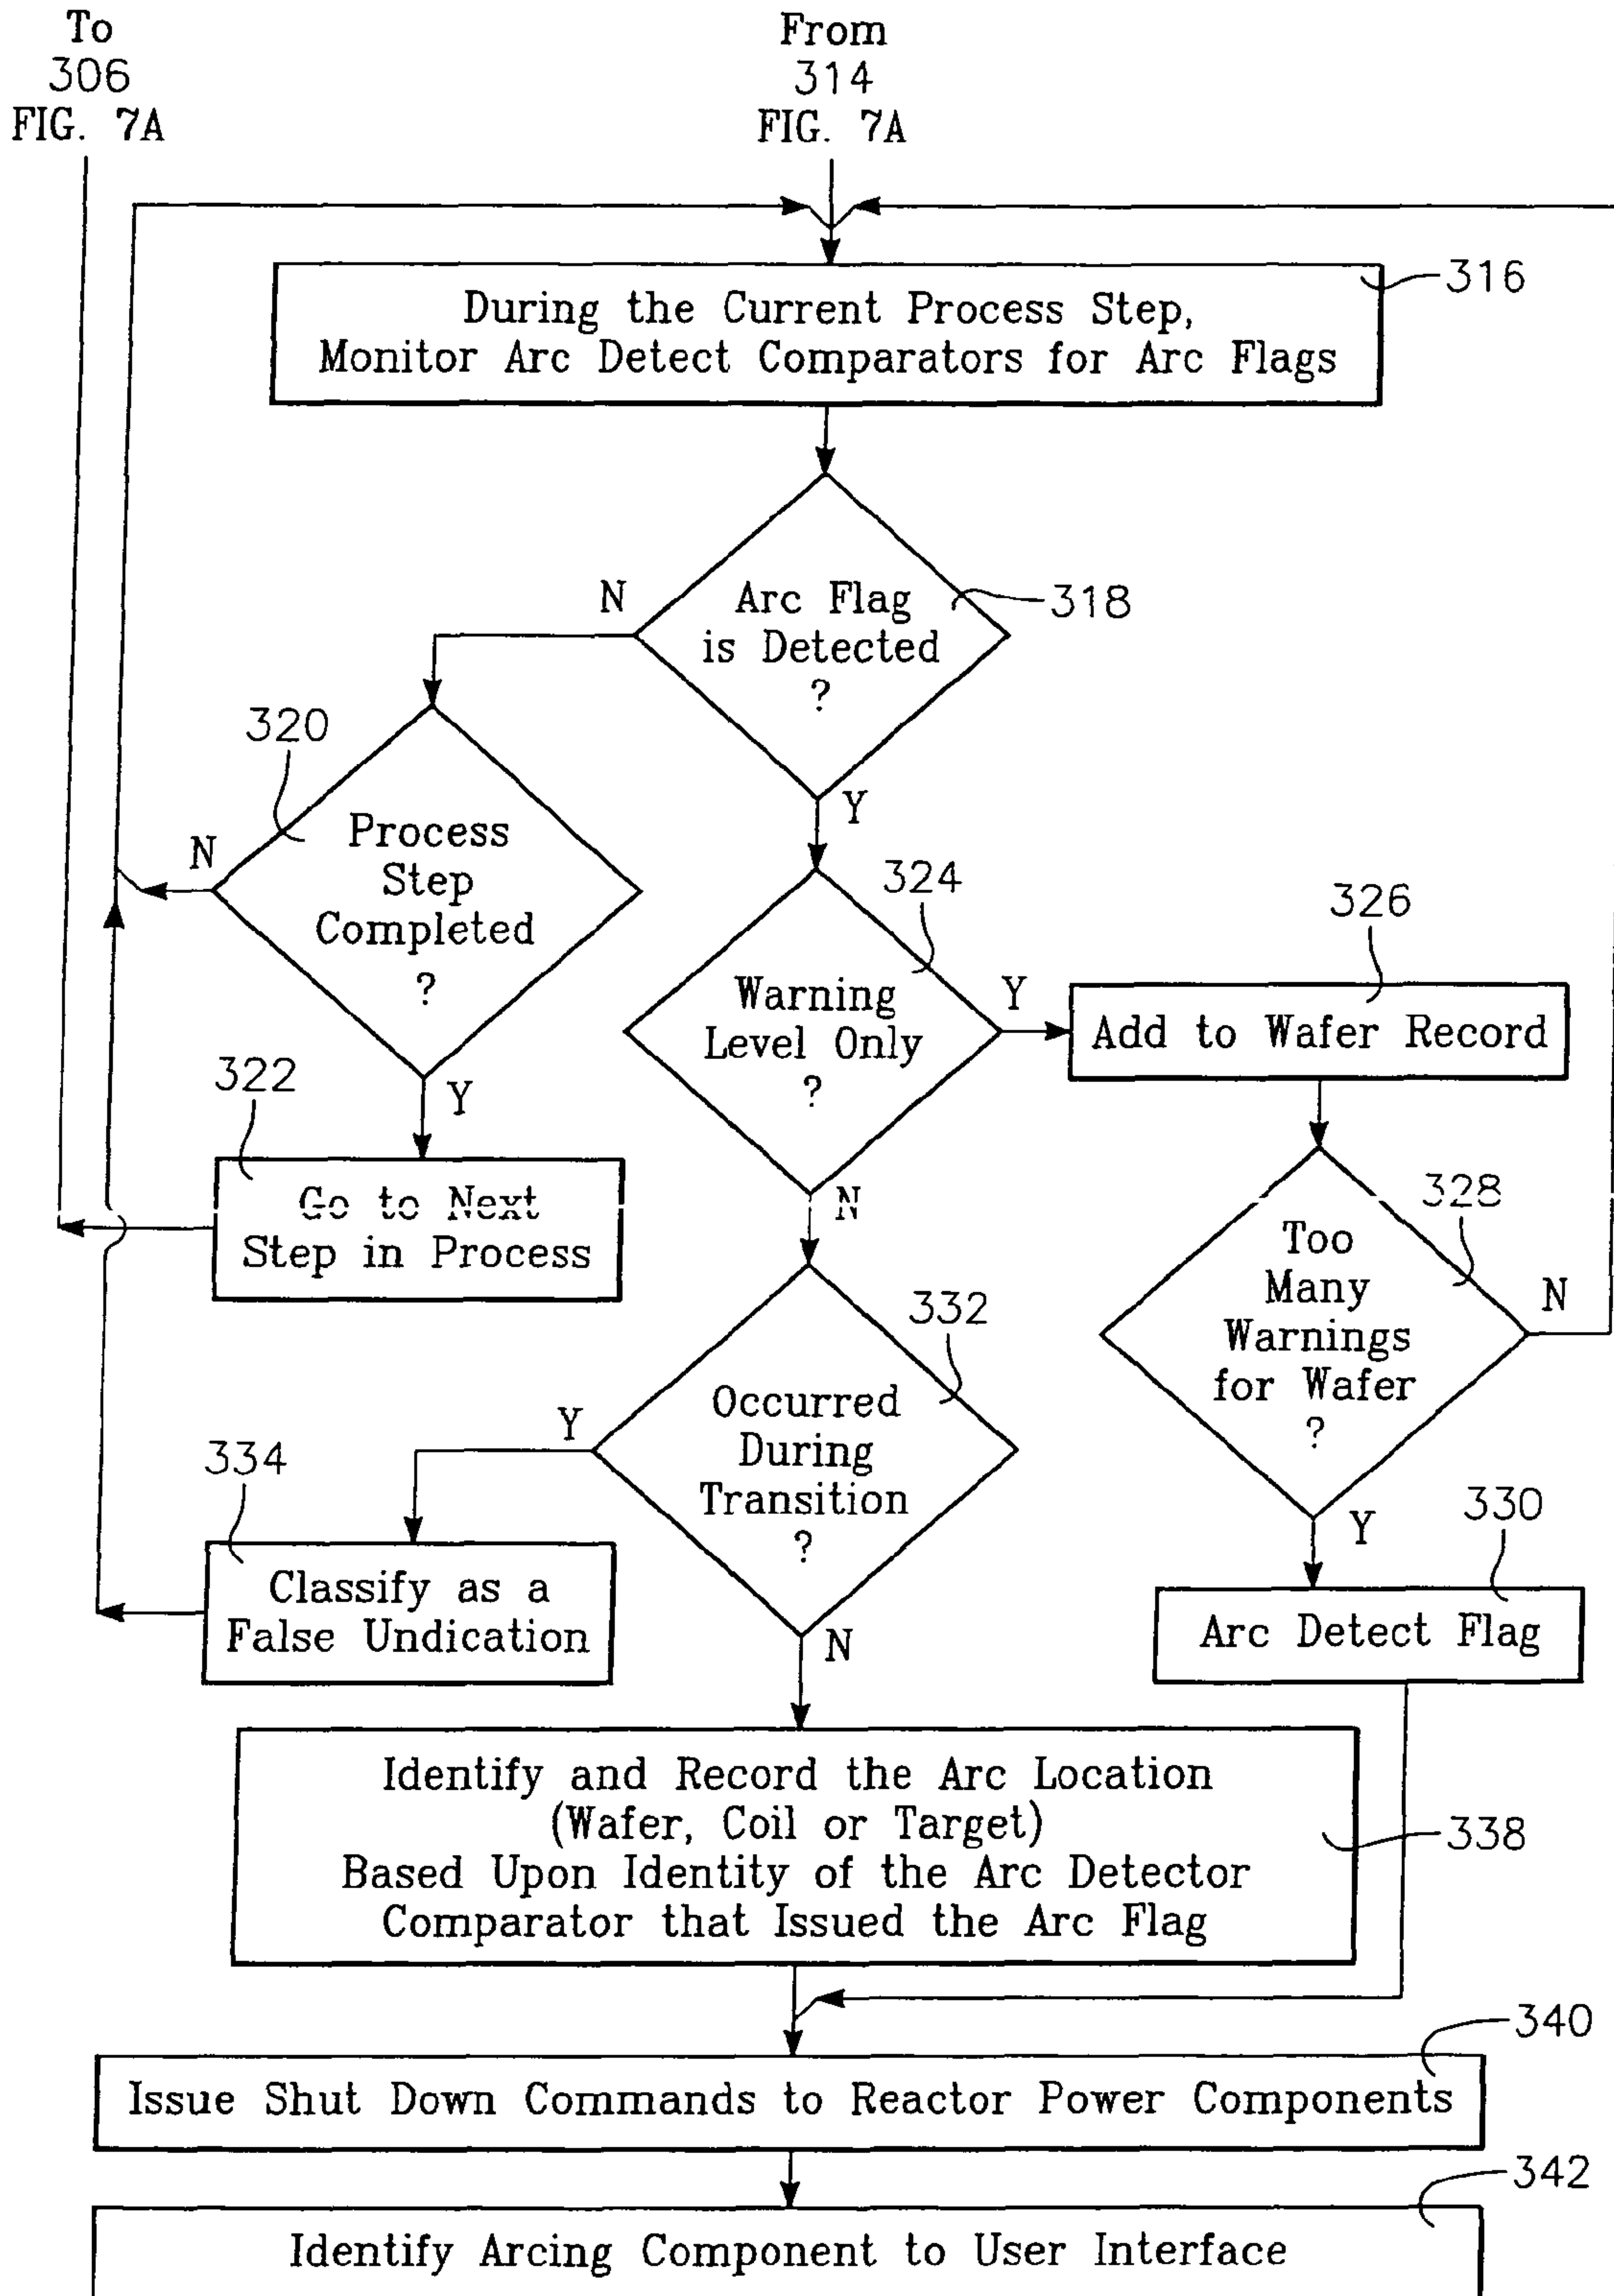 To
306
FIG. 7A
From
314
FIG. 7A
During the Current Process Step,
Monitor Arc Detect Comparators for Arc Flags
316
Arc Flag
is Detected
?
318
N
Y
320
Process
Step
Completed
?
N
Y
324
Warning
Level Only
?
Y
N
326
Add to Wafer Record
322
Go to Next
Step in Process
328
Too
Many
Warnings
for Wafer
?
N
Y
332
Occurred
During
Transition
?
Y
N
334
Classify as a
False Undication
330
Arc Detect Flag
Identify and Record the Arc Location
(Wafer, Coil or Target)
Based Upon Identity of the Arc Detector
Comparator that Issued the Arc Flag
338
340
Issue Shut Down Commands to Reactor Power Components
342
Identify Arcing Component to User Interface